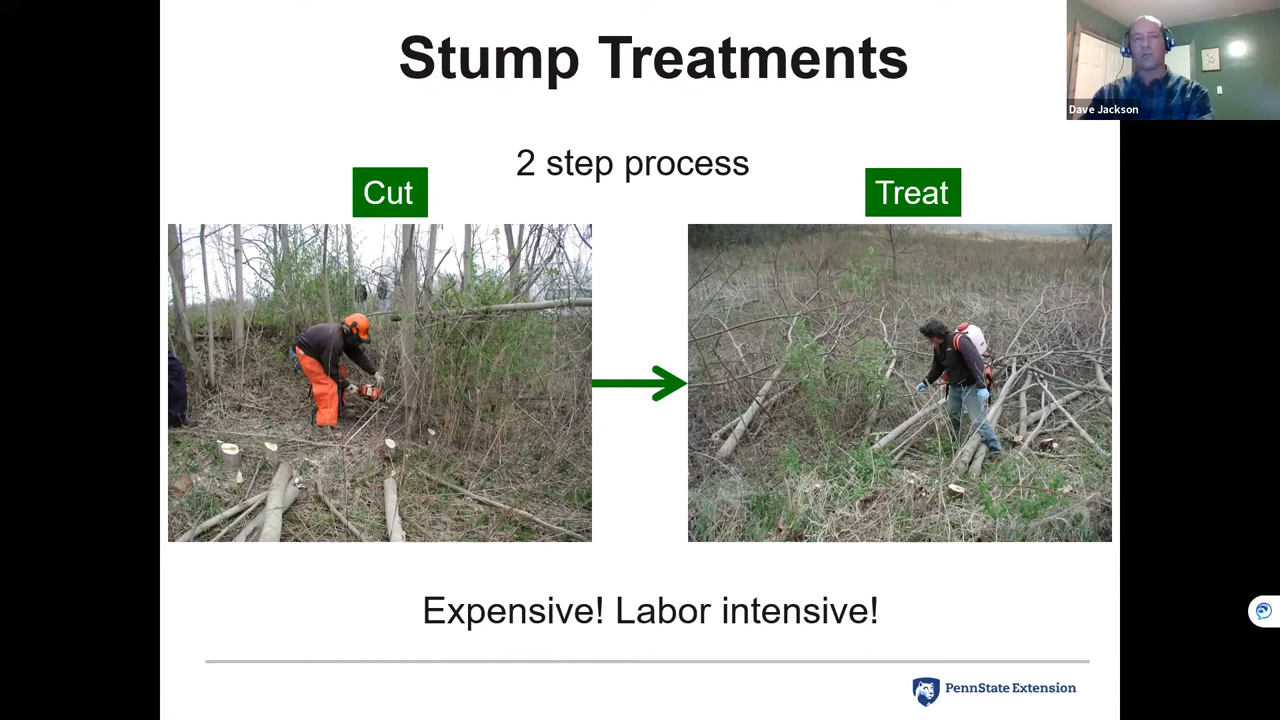 Stump Treatments
Dave Jackson
2 step process
Cut
Treat
Expensive! Labor intensive!
PennState Extension